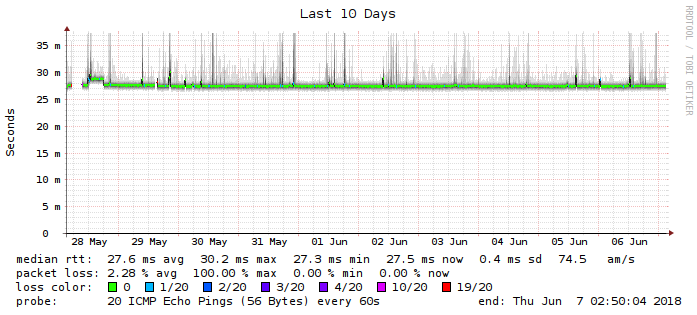 Last 10 Days
RRDTOOL / TOBI OETIKER
Seconds
35 m
30 m
25 m
20 m
15 m
10 m
5 m
0
28 May 29 May 30 May 31 May 01 Jun 02 Jun 03 Jun 04 Jun 05 Jun 06 Jun
median rtt: 27.6 ms avg 30.2 ms max 27.3 ms min 27.5 ms now 0.4 ms sd 74.5 am/s
packet loss: 2.28 % avg 100.00 % max 0.00 % min 0.00 % now
loss color: 0 1/20 2/20 3/20 4/20 10/20 19/20
probe: 20 ICMP Echo Pings (56 Bytes) every 60s end: Thu Jun 7 02:50:04 2018